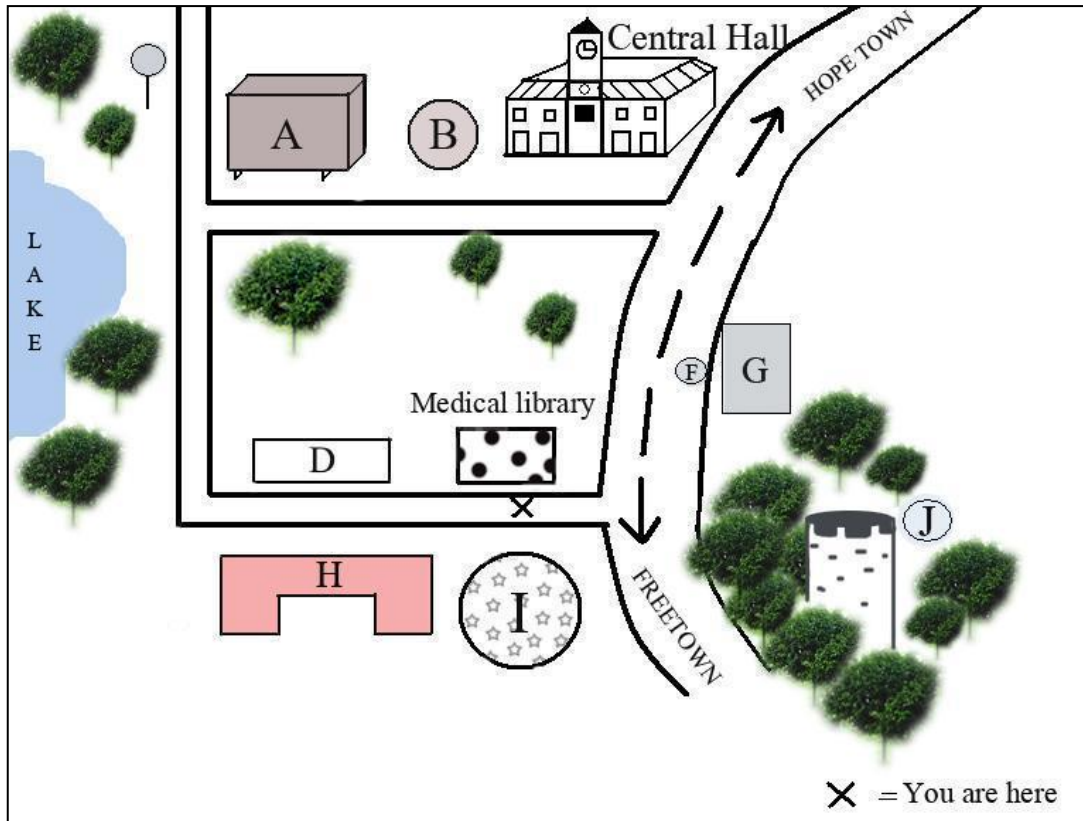 Central Hall
HOPE TOWN
A
B
L
A
K
E
F
G
Medical library
D
J
H
I
FREETOWN
X = You are here